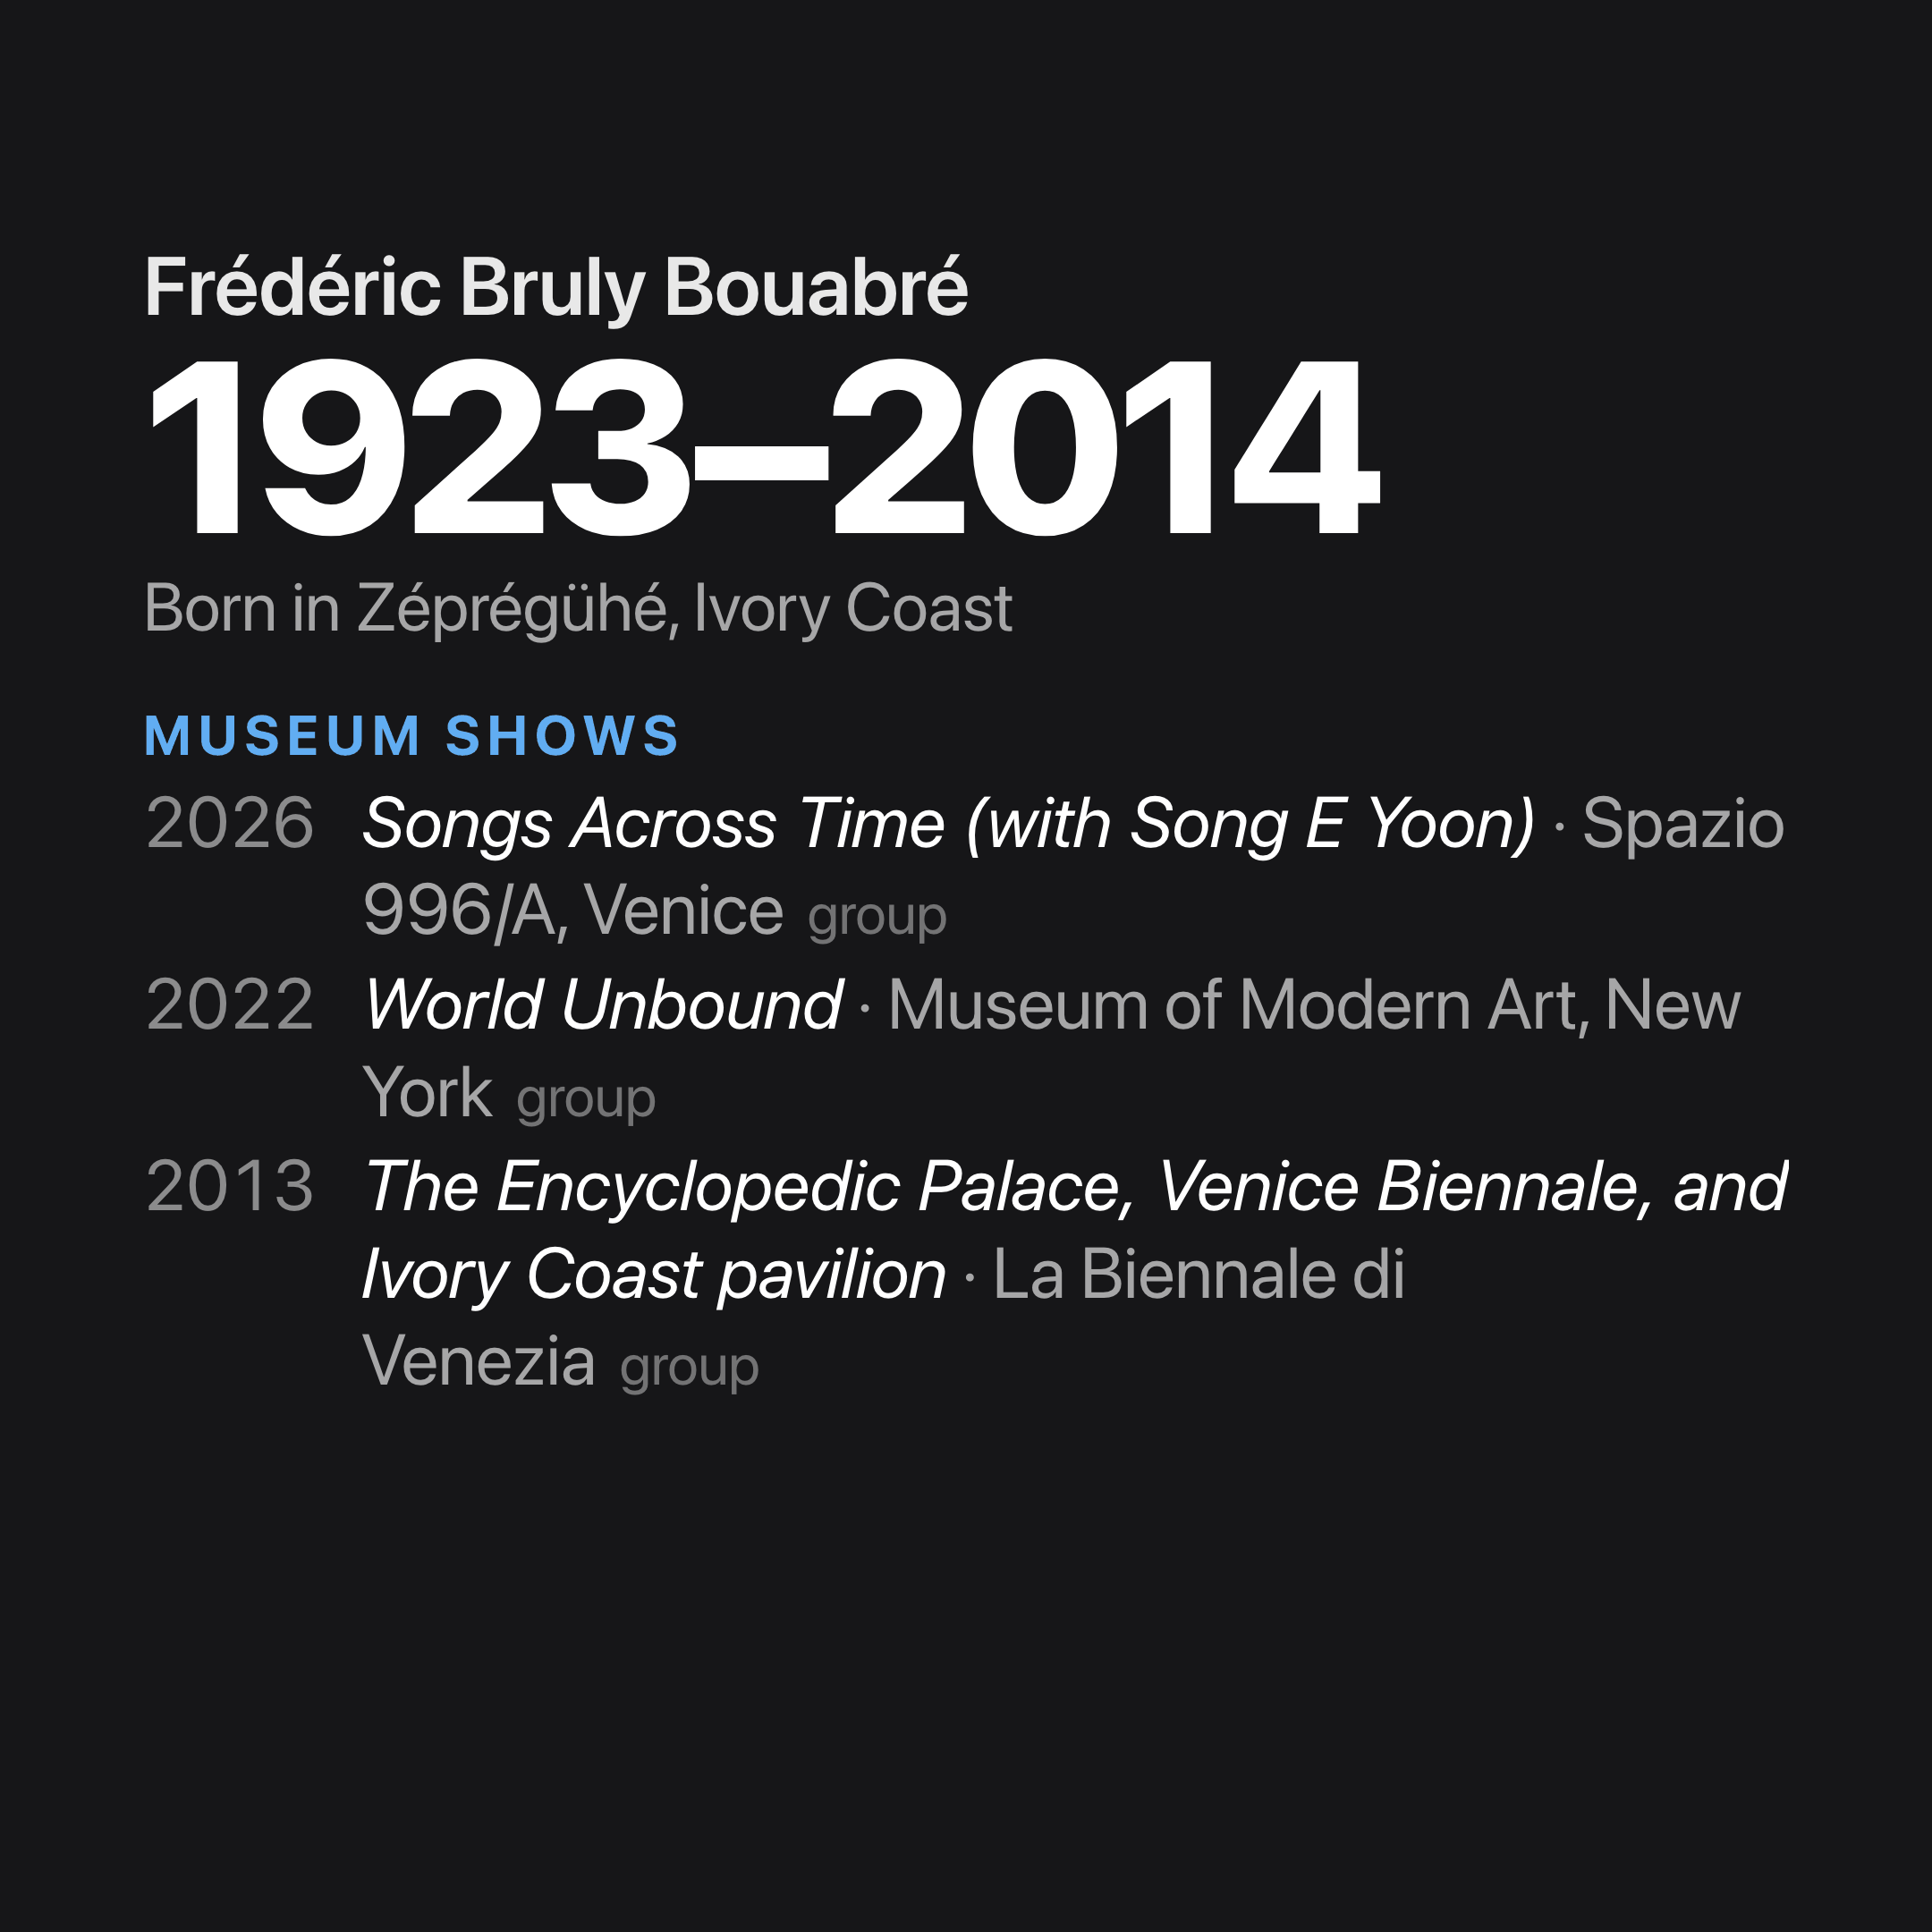 Frédéric Bruly Bouabré
1923–2014
Born in Zéprégühé, Ivory Coast
MUSEUM SHOWS
2026 Songs Across Time (with Song E Yoon) · Spazio
996/A, Venice group
2022 World Unbound · Museum of Modern Art, New
York group
2013 The Encyclopedic Palace, Venice Biennale, and
Ivory Coast pavilion · La Biennale di
Venezia group